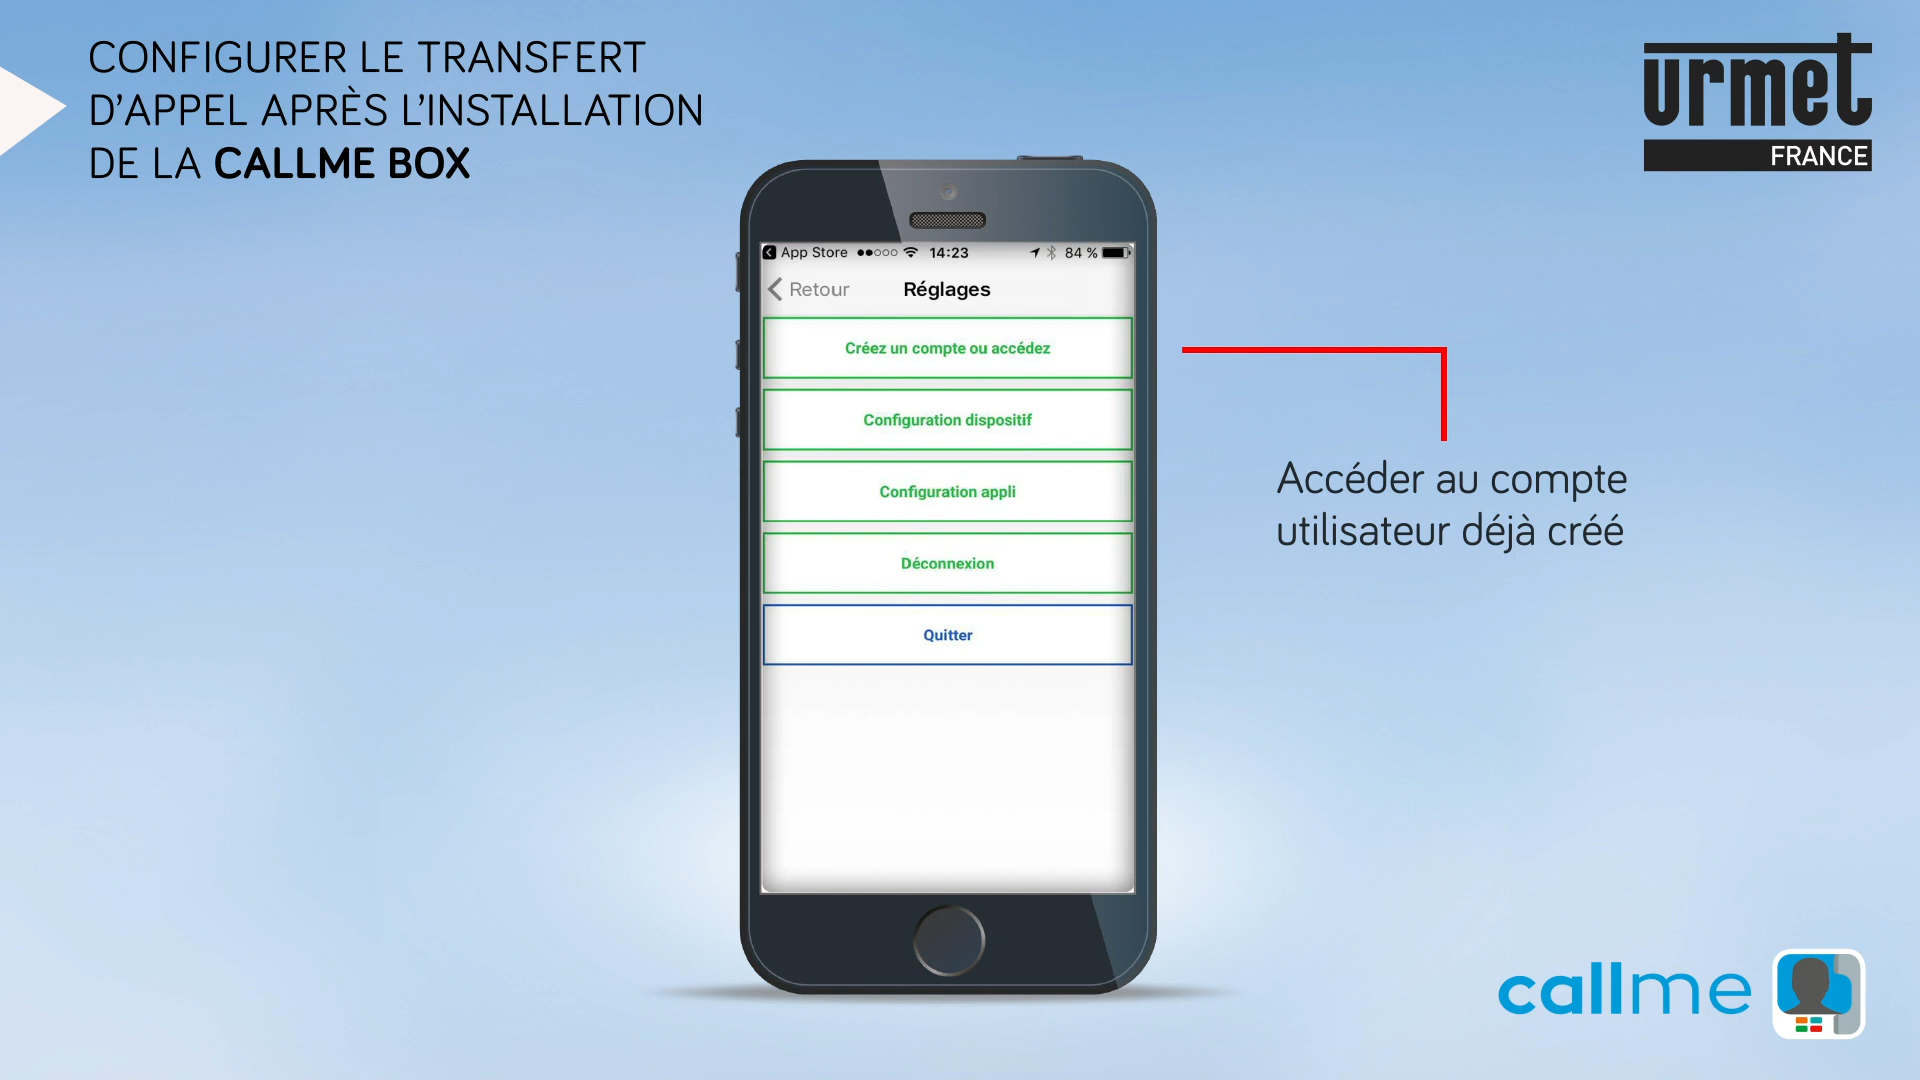 CONFIGURER LE TRANSFERT
D'APPEL APRÈS L'INSTALLATION
DE LA CALLME BOX
urmet
FRANCE
App Store 14:23 84 %
Retour Réglages
Créez un compte ou accédez
Configuration dispositif
Configuration appli
Déconnexion
Quitter
Accéder au compte
utilisateur déjà créé
callme